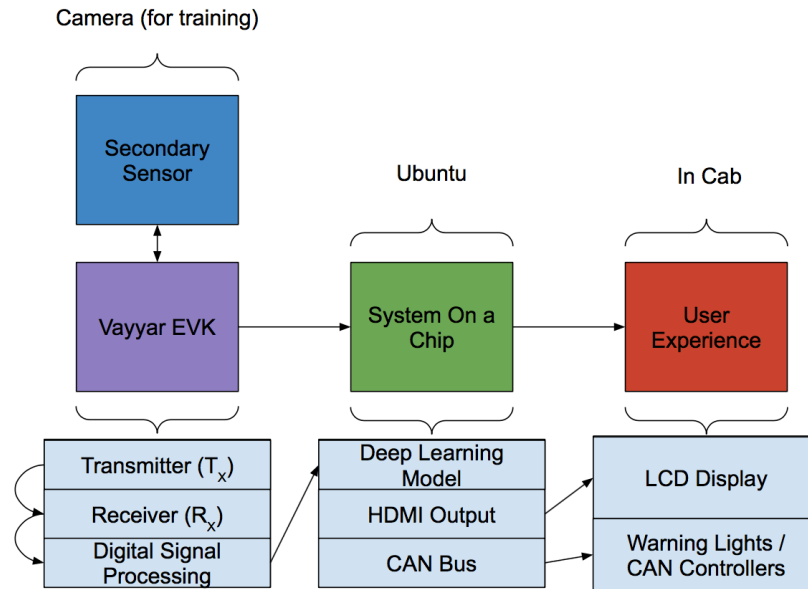 Camera (for training)
Secondary
Sensor
Ubuntu
In Cab
Vayyar EVK
System On a
Chip
User
Experience
Transmitter (Tx)
Receiver (Rx)
Digital Signal
Processing
Deep Learning
Model
HDMI Output
CAN Bus
LCD Display
Warning Lights /
CAN Controllers